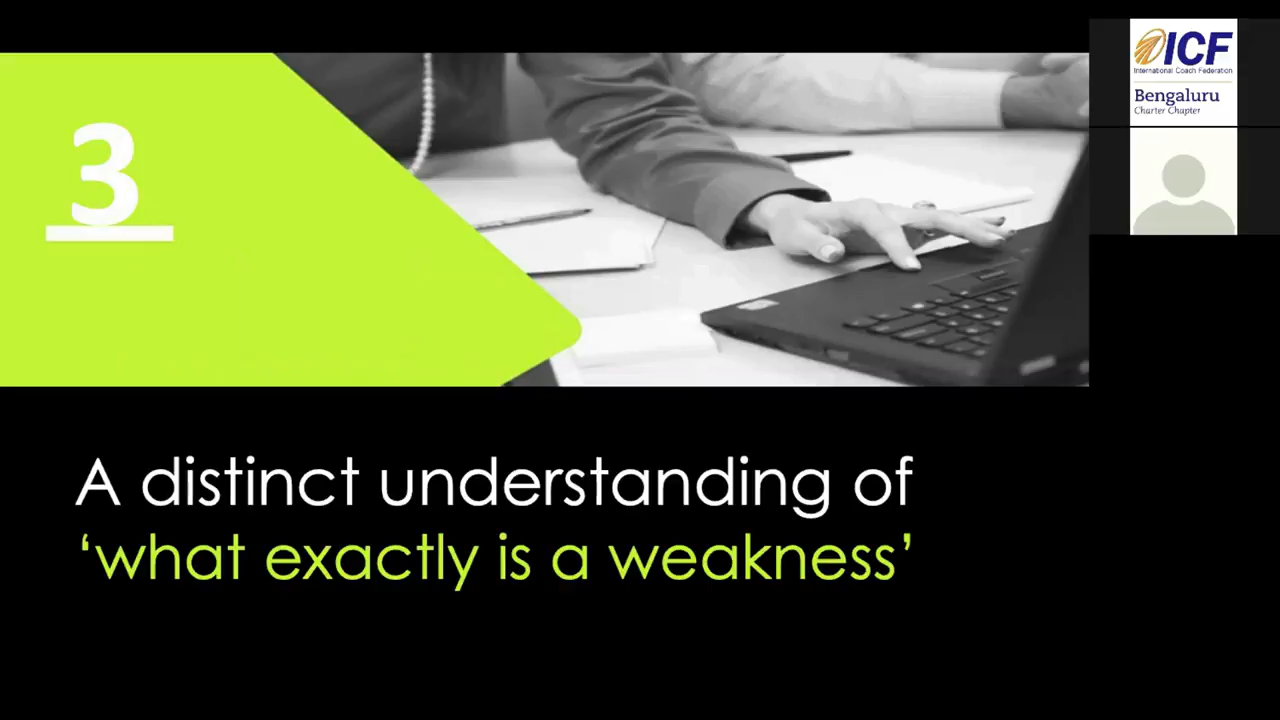 3
A distinct understanding of
‘what exactly is a weakness’
ICF
International Coach Federation
Bengaluru
Charter Chapter